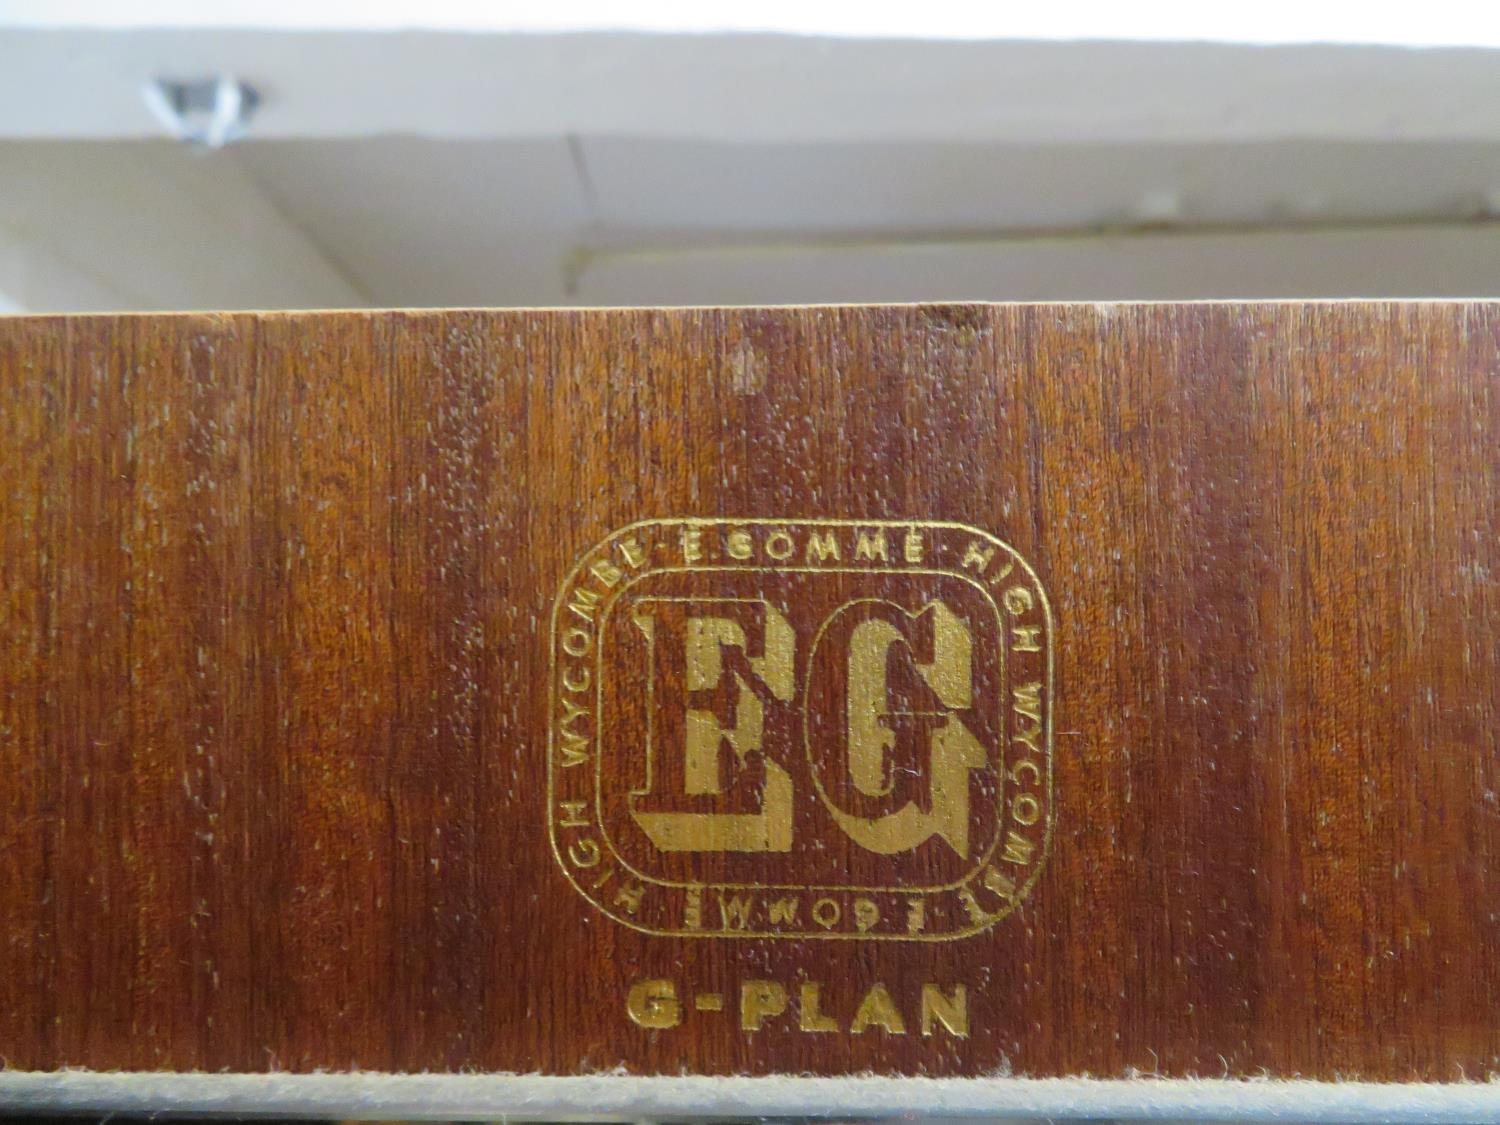 E. GOMME · HIGH WYCOMBE · E. GOMME · HIGH WYCOMBE ·
EG
G-PLAN